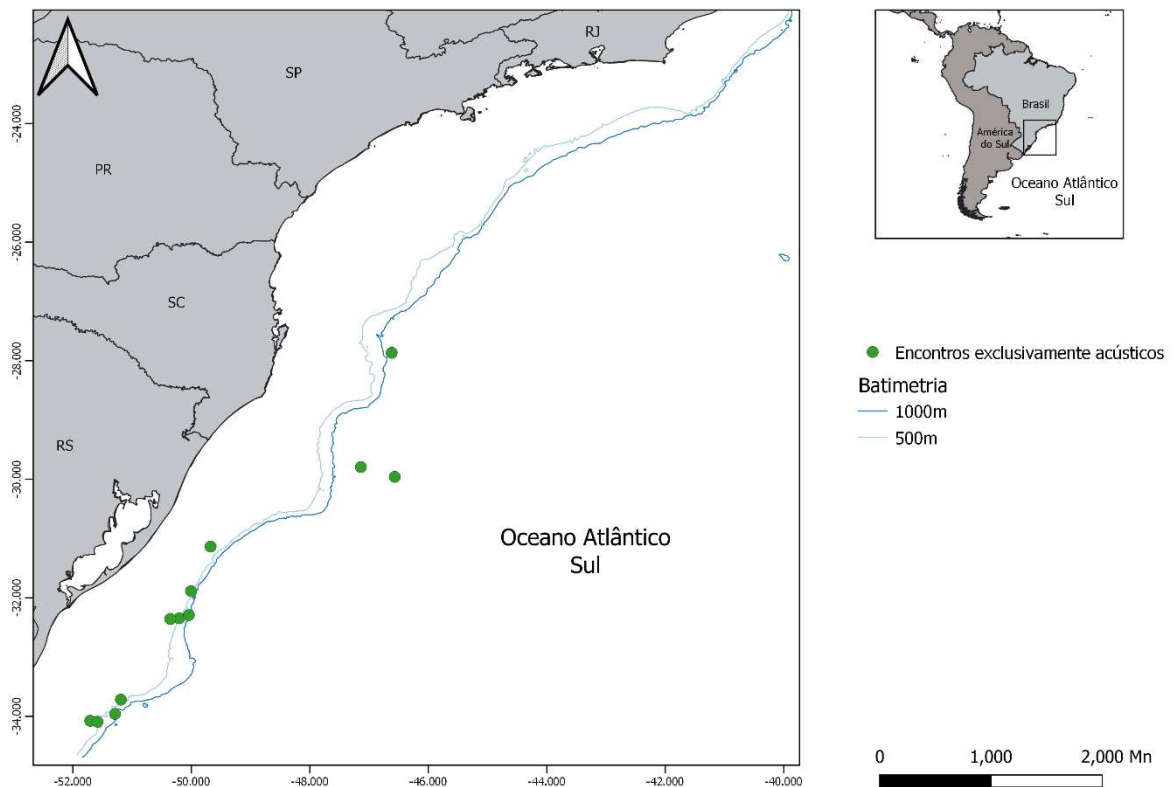 RJ
SP
PR
SC
RS
Oceano Atlântico
Sul
-24.000
-26.000
-28.000
-30.000
-32.000
-34.000
-52.000
-50.000
-48.000
-46.000
-44.000
-42.000
-40.000
Brasil
América
do Sul
Oceano Atlântico
Sul
Encontros exclusivamente acústicos
Batimetria
1000m
500m
0 1,000 2,000 Mn